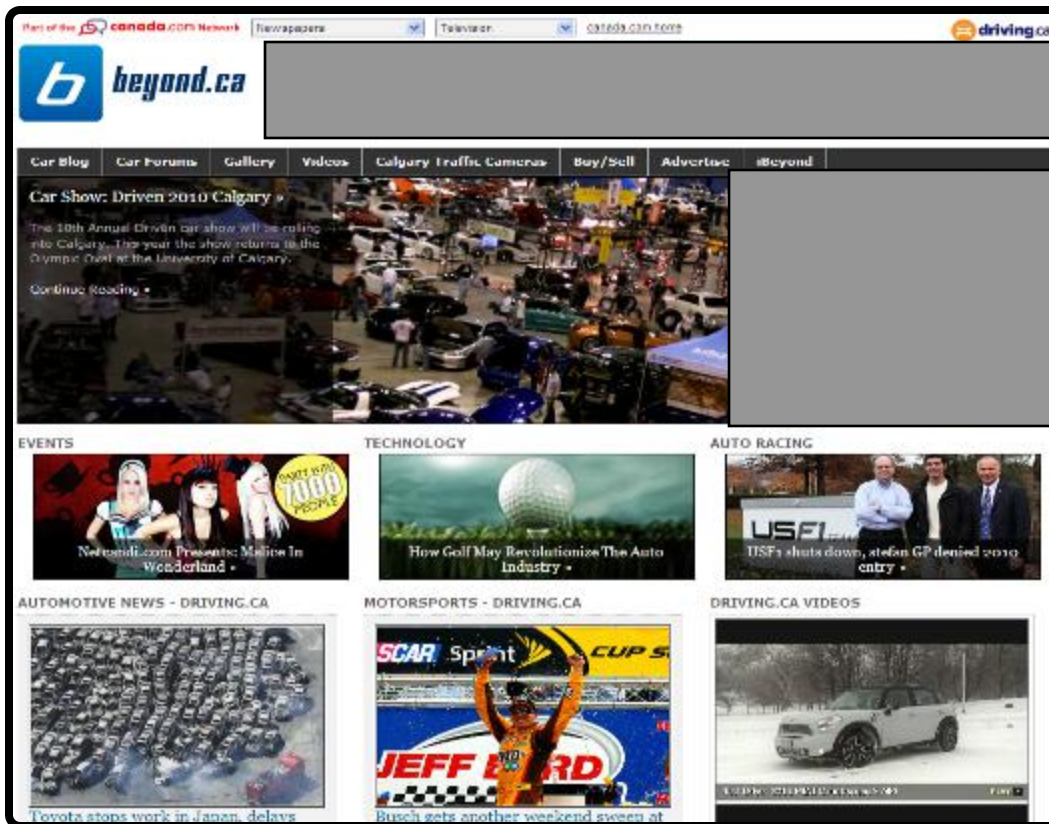 Part of the canada.com Network
Newspapers
Television
canada.com home
driving.ca
b beyond.ca
Car Blog Car Forums Gallery Videos Calgary Traffic Cameras Buy/Sell Advertise iBeyond
Car Show: Driven 2010 Calgary »
The 10th Annual Driven car show will be rolling
into Calgary. This year the show returns to the
Olympic Oval at the University of Calgary.
Continue Reading »
EVENTS
TECHNOLOGY
AUTO RACING
PARTY WITH
7000
PEOPLE
Netkandi.com Presents: Malice In
Wonderland »
How Golf May Revolutionize The Auto
Industry »
USF1 TEAM
USF1 shuts down, stefan GP denied 2010
entry »
AUTOMOTIVE NEWS - DRIVING.CA
MOTORSPORTS - DRIVING.CA
DRIVING.CA VIDEOS
SCAR Sprint CUP S
JEFF RD
Toyota stops work in Japan, delays
Busch gets another weekend sweep at